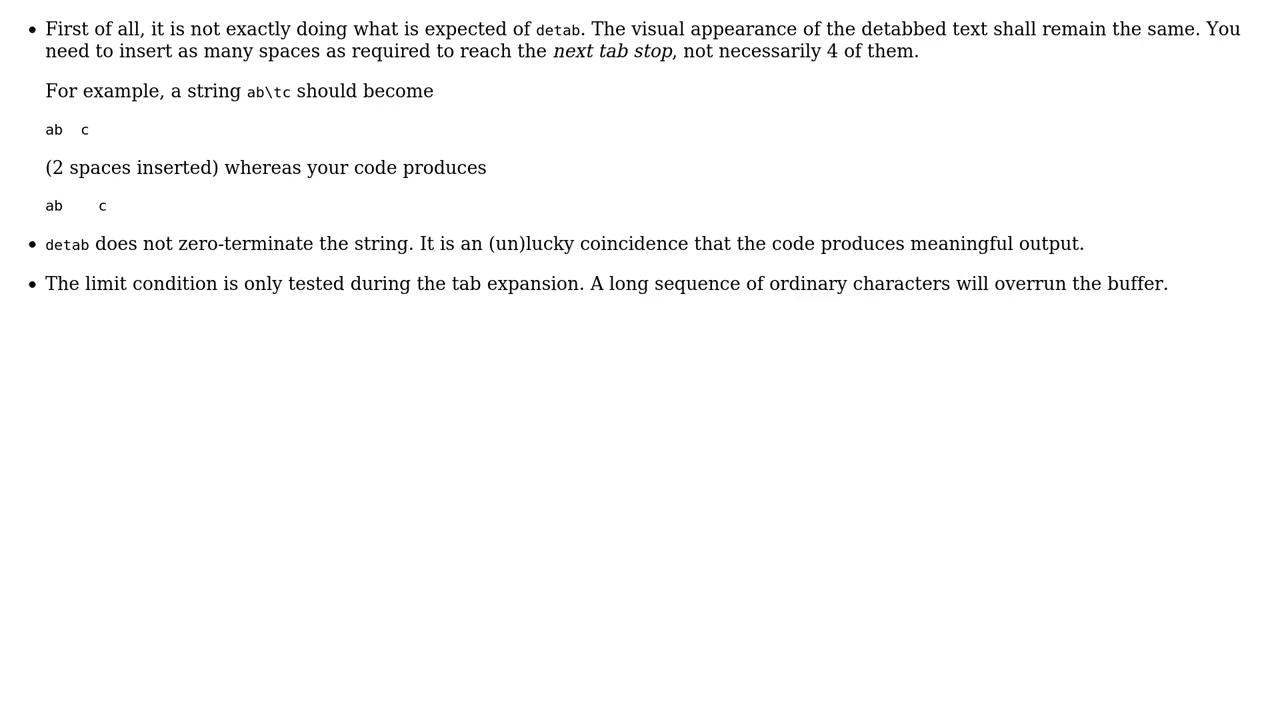 • First of all, it is not exactly doing what is expected of detab. The visual appearance of the detabbed text shall remain the same. You
need to insert as many spaces as required to reach the next tab stop, not necessarily 4 of them.
For example, a string ab\tc should become
ab  c
(2 spaces inserted) whereas your code produces
ab    c
• detab does not zero-terminate the string. It is an (un)lucky coincidence that the code produces meaningful output.
• The limit condition is only tested during the tab expansion. A long sequence of ordinary characters will overrun the buffer.